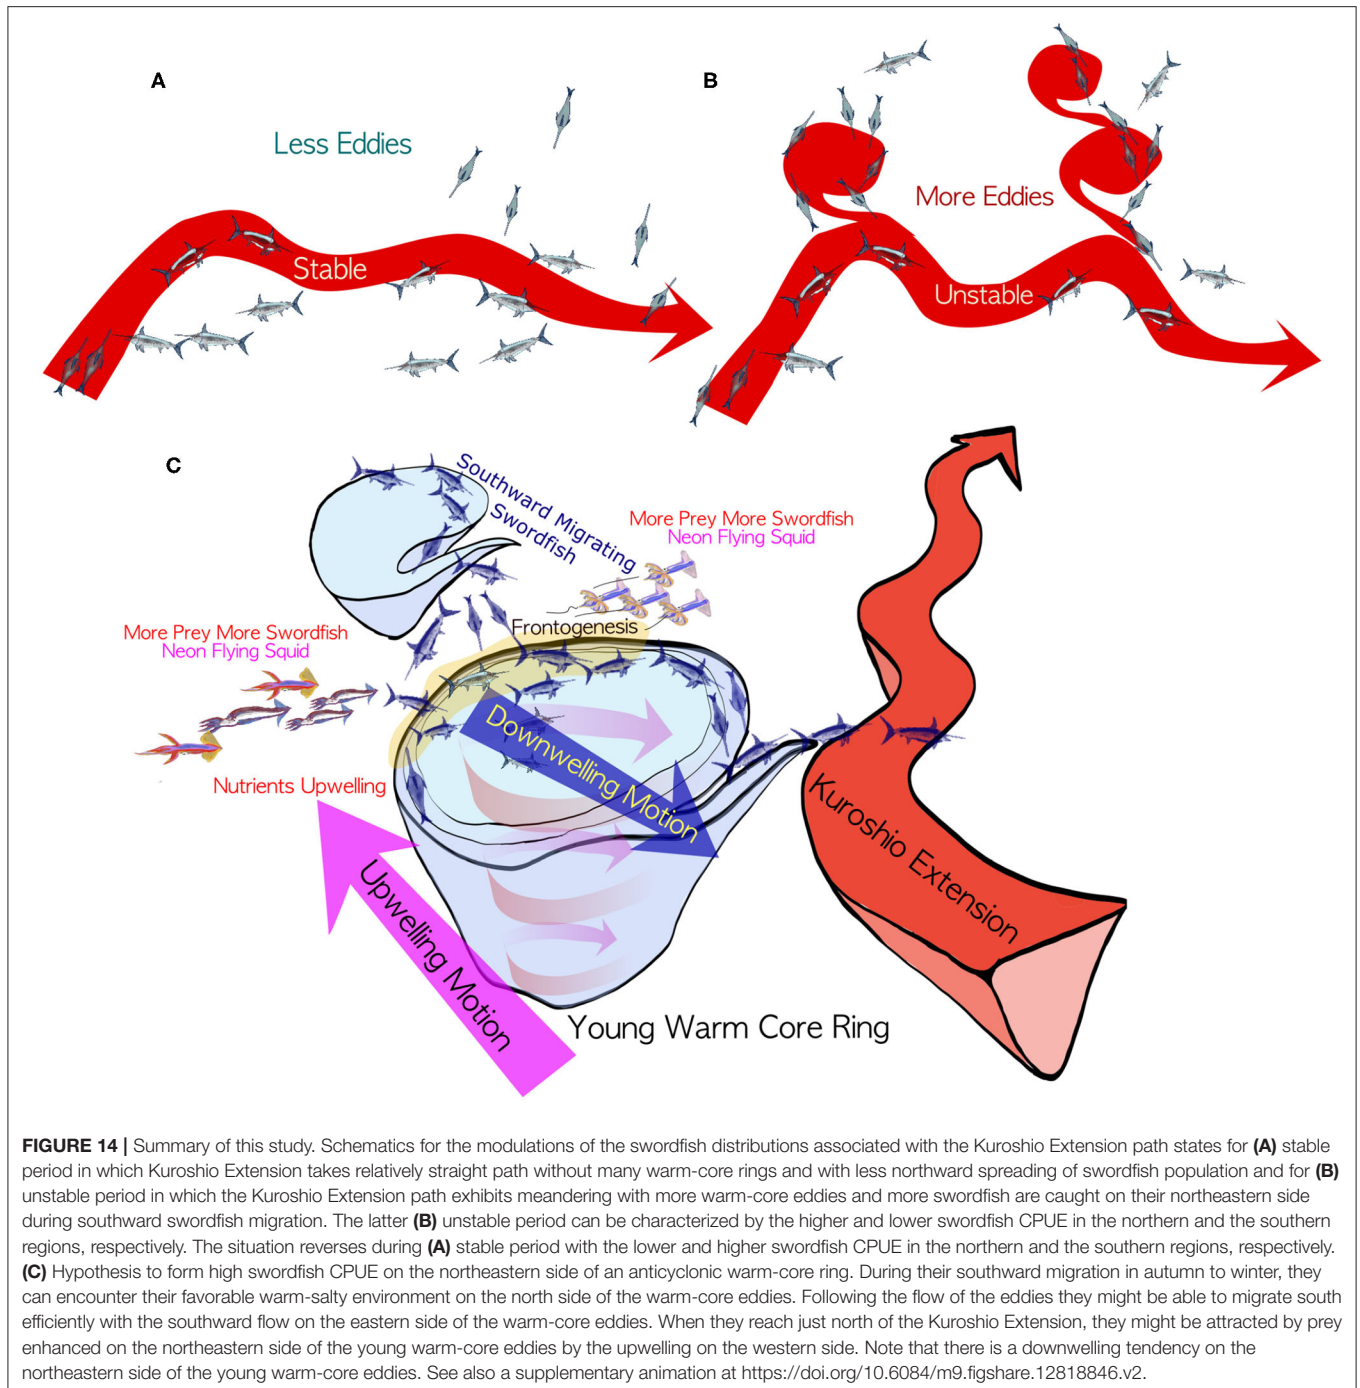 A
B
Less Eddies
More Eddies
Stable
Unstable
C
Southward Migrating
Swordfish
More Prey More Swordfish
Neon Flying Squid
Frontogenesis
More Prey More Swordfish
Neon Flying Squid
Downwelling Motion
Nutrients Upwelling
Upwelling Motion
Kuroshio Extension
Young Warm Core Ring
FIGURE 14 | Summary of this study. Schematics for the modulations of the swordfish distributions associated with the Kuroshio Extension path states for (A) stable
period in which Kuroshio Extension takes relatively straight path without many warm-core rings and with less northward spreading of swordfish population and for (B)
unstable period in which the Kuroshio Extension path exhibits meandering with more warm-core eddies and more swordfish are caught on their northeastern side
during southward swordfish migration. The latter (B) unstable period can be characterized by the higher and lower swordfish CPUE in the northern and the southern
regions, respectively. The situation reverses during (A) stable period with the lower and higher swordfish CPUE in the northern and the southern regions, respectively.
(C) Hypothesis to form high swordfish CPUE on the northeastern side of an anticyclonic warm-core ring. During their southward migration in autumn to winter, they
can encounter their favorable warm-salty environment on the north side of the warm-core eddies. Following the flow of the eddies they might be able to migrate south
efficiently with the southward flow on the eastern side of the warm-core eddies. When they reach just north of the Kuroshio Extension, they might be attracted by prey
enhanced on the northeastern side of the young warm-core eddies by the upwelling on the western side. Note that there is a downwelling tendency on the
northeastern side of the young warm-core eddies. See also a supplementary animation at https://doi.org/10.6084/m9.figshare.12818846.v2.